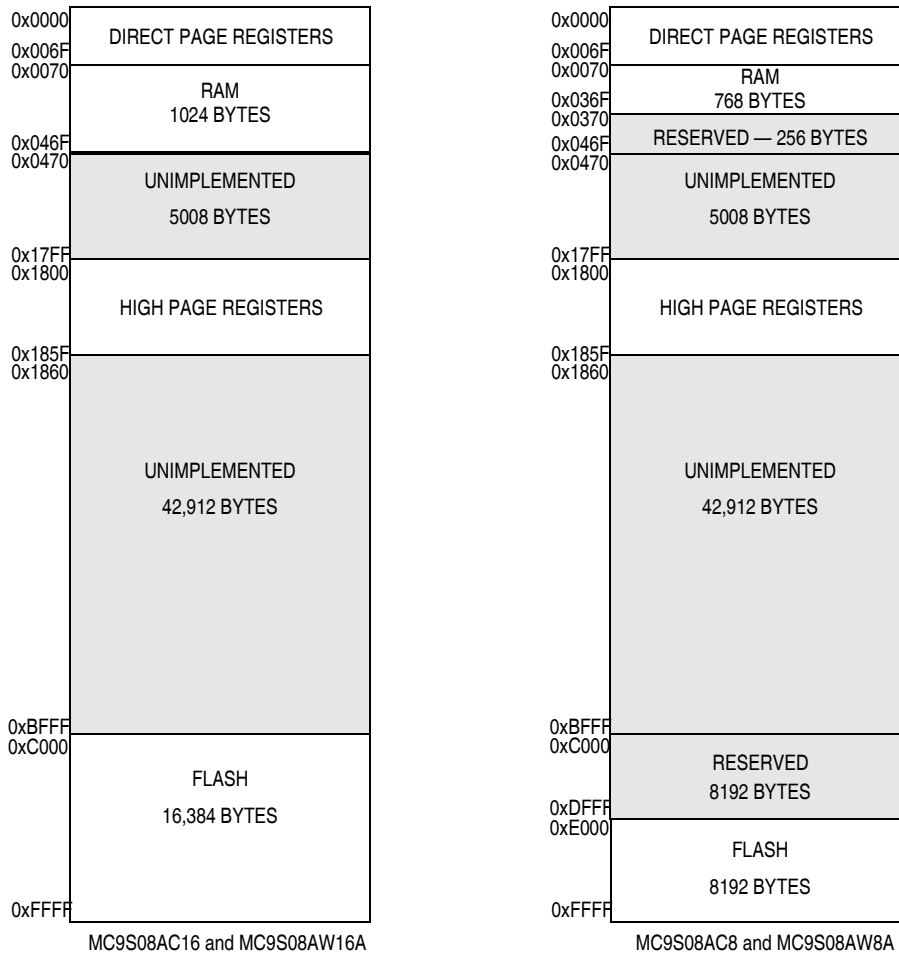 0x0000
DIRECT PAGE REGISTERS
0x006F
0x0070
RAM
1024 BYTES
0x046F
0x0470
UNIMPLEMENTED
5008 BYTES
0x17FF
0x1800
HIGH PAGE REGISTERS
0x185F
0x1860
UNIMPLEMENTED
42,912 BYTES
0xBFFF
0xC000
FLASH
16,384 BYTES
0xFFFF
MC9S08AC16 and MC9S08AW16A
0x0000
DIRECT PAGE REGISTERS
0x006F
0x0070
RAM
768 BYTES
0x036F
0x0370
RESERVED — 256 BYTES
0x046F
0x0470
UNIMPLEMENTED
5008 BYTES
0x17FF
0x1800
HIGH PAGE REGISTERS
0x185F
0x1860
UNIMPLEMENTED
42,912 BYTES
0xBFFF
0xC000
RESERVED
8192 BYTES
0xDFFF
0xE000
FLASH
8192 BYTES
0xFFFF
MC9S08AC8 and MC9S08AW8A